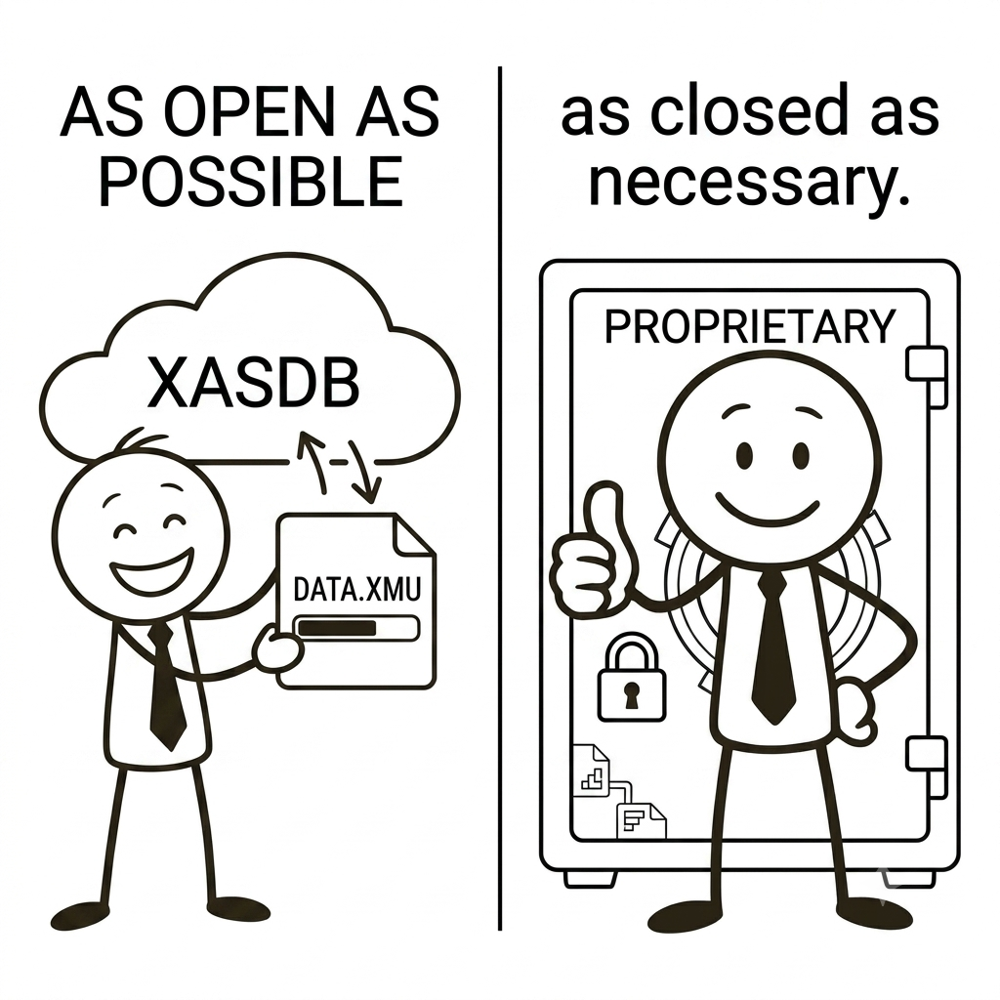 AS OPEN AS
POSSIBLE
XASDB
DATA.XMU
as closed as
necessary.
PROPRIETARY